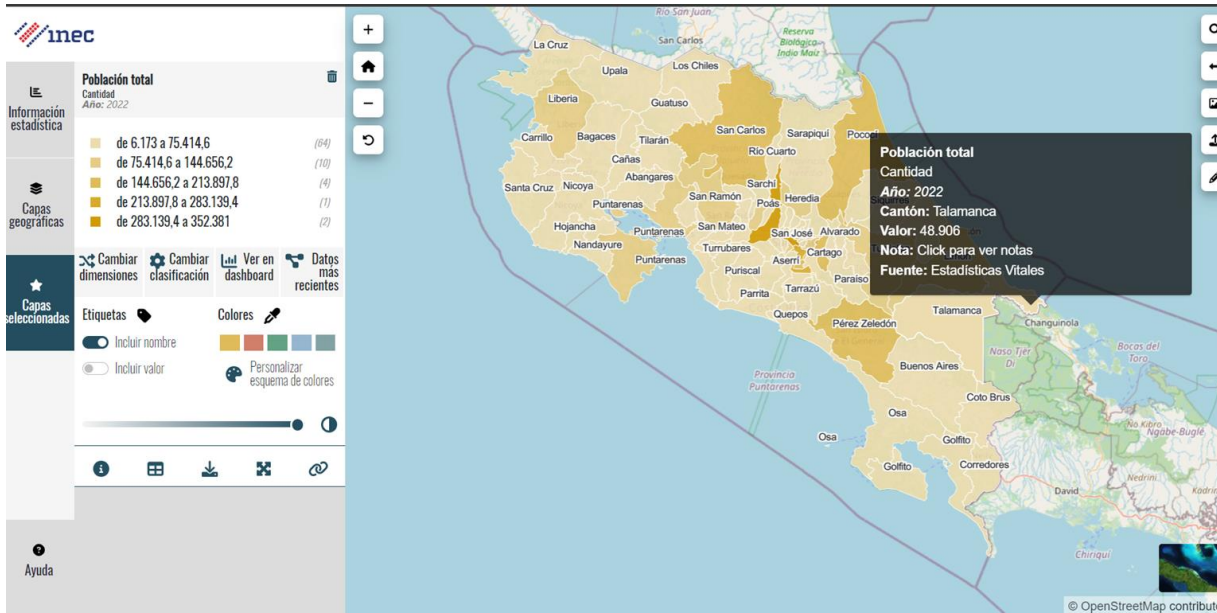 inec
Información
estadística
Capas
geográficas
Capas
seleccionadas
Ayuda
Población total
Cantidad
Año: 2022
de 6.173 a 75.414,6 (64)
de 75.414,6 a 144.656,2 (10)
de 144.656,2 a 213.897,8 (4)
de 213.897,8 a 283.139,4 (1)
de 283.139,4 a 352.381 (2)
Cambiar
dimensiones
Cambiar
clasificación
Ver en
dashboard
Datos
más
recientes
Etiquetas
Colores
Incluir nombre
Incluir valor
Personalizar
esquema de colores
Río San Juan
San Carlos
Reserva
Biológica
Indio Maíz
La Cruz
Upala
Los Chiles
Liberia
Guatuso
Carrillo
Bagaces
Tilarán
San Carlos
Sarapiquí
Pococí
Río Cuarto
Cañas
Abangares
Santa Cruz
Nicoya
Puntarenas
San Ramón
Sarchí
Poás
Heredia
Siquirres
Hojancha
Puntarenas
San Mateo
San José
Alvarado
Nandayure
Turrubares
Puntarenas
Aserrí
Cartago
Puriscal
Paraíso
Parrita
Tarrazú
Quepos
Pérez Zeledón
Talamanca
Changuinola
Bocas del
Toro
Naso Tjër
Di
Buenos Aires
Provincia
Puntarenas
Coto Brus
Osa
Osa
Golfito
Golfito
Corredores
No Kribo
Ngäbe-Buglé
Nedrini
David
Chiriquí
Población total
Cantidad
Año: 2022
Cantón: Talamanca
Valor: 48.906
Nota: Click para ver notas
Fuente: Estadísticas Vitales
© OpenStreetMap contribut